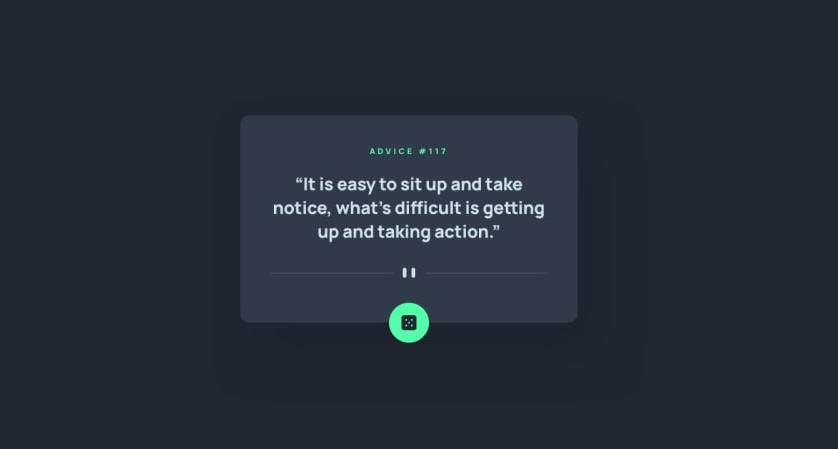 ADVICE #117
“It is easy to sit up and take
notice, what’s difficult is getting
up and taking action.”